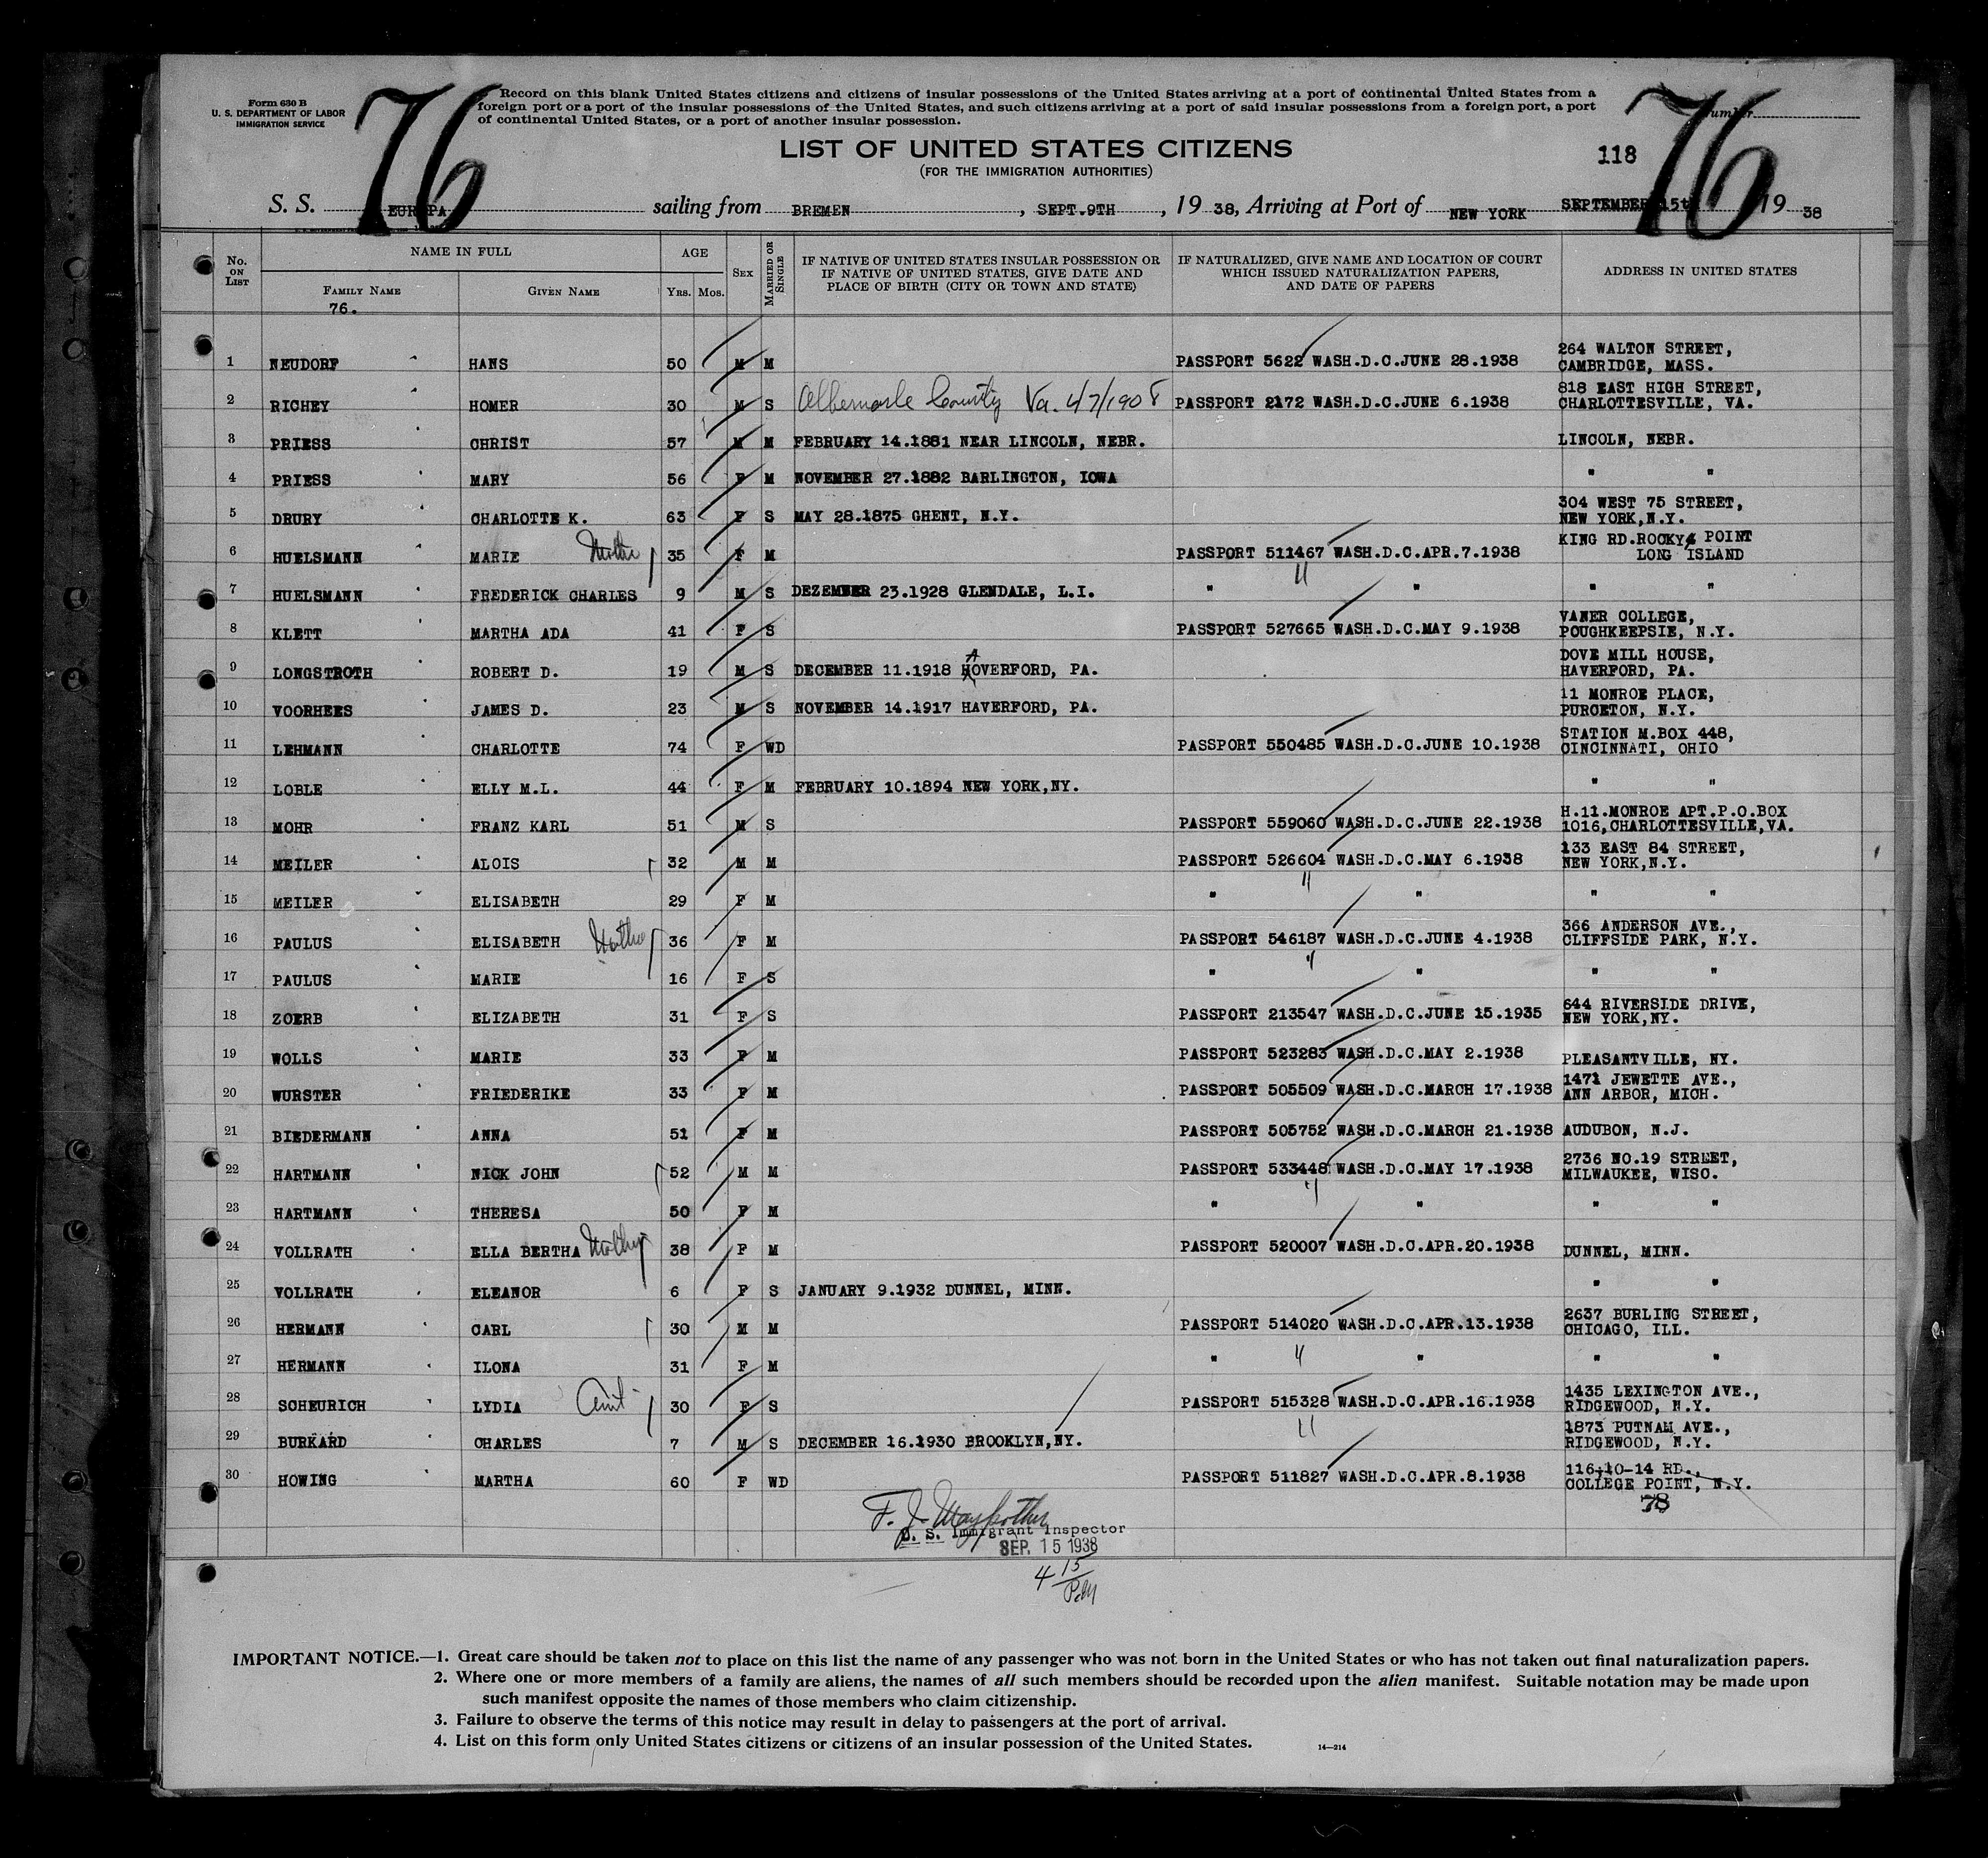 Form 630 B
U. S. DEPARTMENT OF LABOR
IMMIGRATION SERVICE
76
Record on this blank United States citizens and citizens of insular possessions of the United States arriving at a port of continental United States from a
foreign port or a port of the insular possessions of the United States, and such citizens arriving at a port of said insular possessions from a foreign port, a port
of continental United States, or a port of another insular possession.
Number
76
LIST OF UNITED STATES CITIZENS
(FOR THE IMMIGRATION AUTHORITIES)
118
S. S. EUROPA sailing from BREMEN, SEPT.9TH, 19 38, Arriving at Port of NEW YORK SEPTEMBER 15th 19 38
No. ON LIST
NAME IN FULL
FAMILY NAME
GIVEN NAME
AGE
YRS. MOS.
SEX
MARRIED OR SINGLE
IF NATIVE OF UNITED STATES INSULAR POSSESSION OR
IF NATIVE OF UNITED STATES, GIVE DATE AND
PLACE OF BIRTH (CITY OR TOWN AND STATE)
IF NATURALIZED, GIVE NAME AND LOCATION OF COURT
WHICH ISSUED NATURALIZATION PAPERS,
AND DATE OF PAPERS
ADDRESS IN UNITED STATES
76.
1 NEUDORF HANS 50 M M PASSPORT 5622 WASH.D.C.JUNE 28.1938 264 WALTON STREET,
CAMBRIDGE, MASS.
2 RICHEY HOMER 30 M S Albemarle County Va. 4/7/1908 PASSPORT 2172 WASH.D.C.JUNE 6.1938 818 EAST HIGH STREET,
CHARLOTTESVILLE, VA.
3 PRIESS CHRIST 57 M M FEBRUARY 14.1881 NEAR LINCOLN, NEBR. LINCOLN, NEBR.
4 PRIESS MARY 56 F M NOVEMBER 27.1882 BARLINGTON, IOWA " "
5 DRURY CHARLOTTE K. 63 F S MAY 28.1875 GHENT, N.Y. 304 WEST 75 STREET,
NEW YORK,N.Y.
6 HUELSMANN MARIE Mother 35 F M PASSPORT 511467 WASH.D.C.APR.7.1938 KING RD.ROCKY POINT
LONG ISLAND
7 HUELSMANN FREDERICK CHARLES 9 M S DEZEMBER 23.1928 GLENDALE, L.I. " " " " "
8 KLETT MARTHA ADA 41 F S PASSPORT 527665 WASH.D.C.MAY 9.1938 VANER COLLEGE,
POUGHKEEPSIE, N.Y.
9 LONGSTROTH ROBERT D. 19 M S DECEMBER 11.1918 HAOVERFORD, PA. DOVE MILL HOUSE,
HAVERFORD, PA.
10 VOORHEES JAMES D. 23 M S NOVEMBER 14.1917 HAVERFORD, PA. 11 MONROE PLACE,
PURCETON, N.Y.
11 LEHMANN CHARLOTTE 74 F WD PASSPORT 550485 WASH.D.C.JUNE 10.1938 STATION M.BOX 448,
CINCINNATI, OHIO
12 LOBLE ELLY M.L. 44 F M FEBRUARY 10.1894 NEW YORK,NY. " "
13 MOHR FRANZ KARL 51 M S PASSPORT 559060 WASH.D.C.JUNE 22.1938 H.11.MONROE APT.P.O.BOX
1016,CHARLOTTESVILLE,VA.
14 MEILER ALOIS 32 M M PASSPORT 526604 WASH.D.C.MAY 6.1938 133 EAST 84 STREET,
NEW YORK,N.Y.
15 MEILER ELISABETH 29 F M " " " " "
16 PAULUS ELISABETH Mother 36 F M PASSPORT 546187 WASH.D.C.JUNE 4.1938 366 ANDERSON AVE.,
CLIFFSIDE PARK, N.Y.
17 PAULUS MARIE 16 F S " " " " "
18 ZOERB ELIZABETH 31 F S PASSPORT 213547 WASH.D.C.JUNE 15.1935 644 RIVERSIDE DRIVE,
NEW YORK,NY.
19 WOLLS MARIE 33 F M PASSPORT 523283 WASH.D.C.MAY 2.1938 PLEASANTVILLE, NY.
20 WURSTER FRIEDERIKE 33 F M PASSPORT 505509 WASH.D.C.MARCH 17.1938 1471 JEWETTE AVE.,
ANN ARBOR, MICH.
21 BIEDERMANN ANNA 51 F M PASSPORT 505752 WASH.D.C.MARCH 21.1938 AUDUBON, N.J.
22 HARTMANN NICK JOHN 52 M M PASSPORT 533448 WASH.D.C.MAY 17.1938 2736 NO.19 STREET,
MILWAUKEE, WISC.
23 HARTMANN THERESA 50 F M " " " " "
24 VOLLRATH ELLA BERTHA Mother 38 F M PASSPORT 520007 WASH.D.C.APR.20.1938 DUNNEL, MINN.
25 VOLLRATH ELEANOR 6 F S JANUARY 9.1932 DUNNEL, MINN. " "
26 HERMANN CARL 30 M M PASSPORT 514020 WASH.D.C.APR.13.1938 2637 BURLING STREET,
CHICAGO, ILL.
27 HERMANN ILONA 31 F M " " " " "
28 SCHEURICH LYDIA Aunt 30 F S PASSPORT 515328 WASH.D.C.APR.16.1938 1435 LEXINGTON AVE.,
RIDGEWOOD, N.Y.
29 BURKARD CHARLES 7 M S DECEMBER 16.1930 BROOKLYN,NY. " 1873 PUTNAM AVE.,
RIDGEWOOD, N.Y.
30 HOWING MARTHA 60 F WD PASSPORT 511827 WASH.D.C.APR.8.1938 116-10-14 RD.,
COLLEGE POINT, N.Y.
78
F. J.
U. S. Immigrant Inspector
SEP. 15 1938
4 15
P.M
IMPORTANT NOTICE.—1. Great care should be taken not to place on this list the name of any passenger who was not born in the United States or who has not taken out final naturalization papers.
2. Where one or more members of a family are aliens, the names of all such members should be recorded upon the alien manifest. Suitable notation may be made upon
such manifest opposite the names of those members who claim citizenship.
3. Failure to observe the terms of this notice may result in delay to passengers at the port of arrival.
4. List on this form only United States citizens or citizens of an insular possession of the United States.
14—214